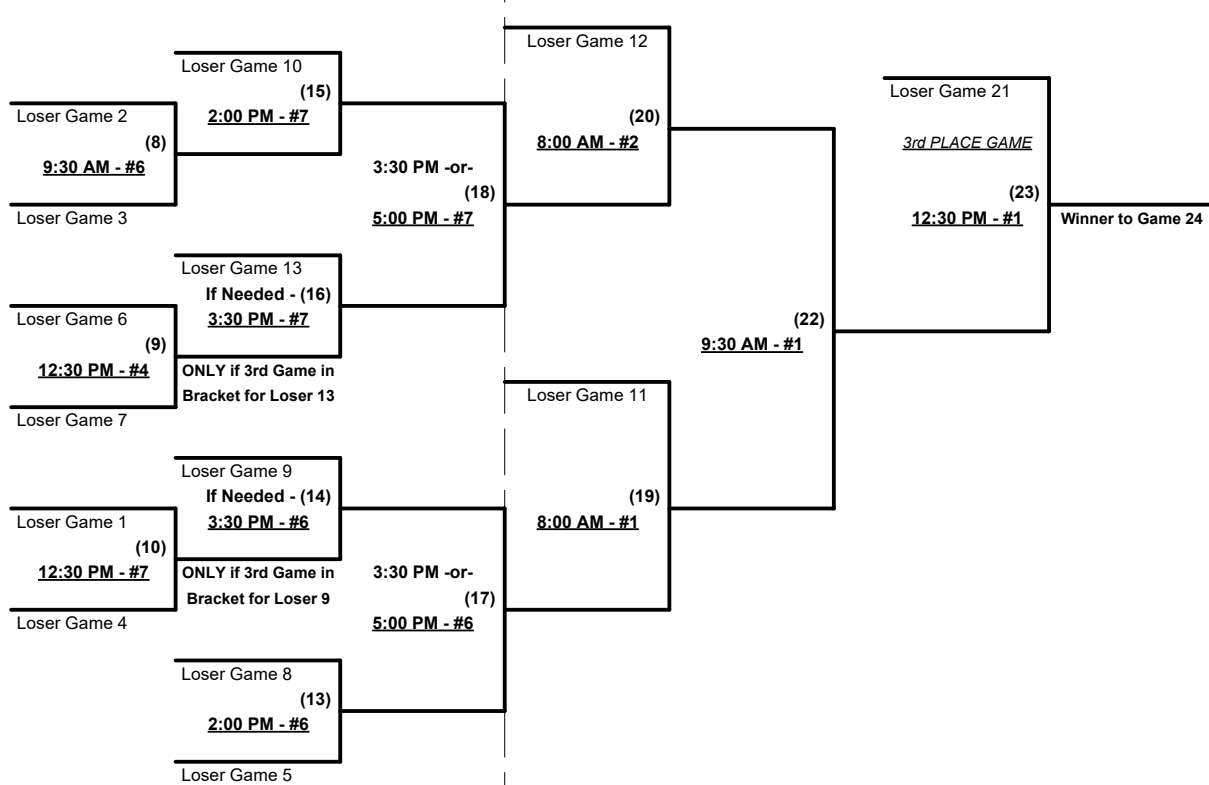 Loser Game 12
Loser Game 10
(15)
2:00 PM - #7
Loser Game 21
Loser Game 2
(8)
9:30 AM - #6
(20)
8:00 AM - #2
3rd PLACE GAME
3:30 PM -or-
(18)
5:00 PM - #7
(23)
12:30 PM - #1
Winner to Game 24
Loser Game 3
Loser Game 13
If Needed - (16)
3:30 PM - #7
Loser Game 6
(9)
12:30 PM - #4
(22)
9:30 AM - #1
ONLY if 3rd Game in
Bracket for Loser 13
Loser Game 7
Loser Game 11
Loser Game 9
If Needed - (14)
3:30 PM - #6
(19)
8:00 AM - #1
Loser Game 1
(10)
12:30 PM - #7
ONLY if 3rd Game in
Bracket for Loser 9
3:30 PM -or-
(17)
5:00 PM - #6
Loser Game 4
Loser Game 8
(13)
2:00 PM - #6
Loser Game 5